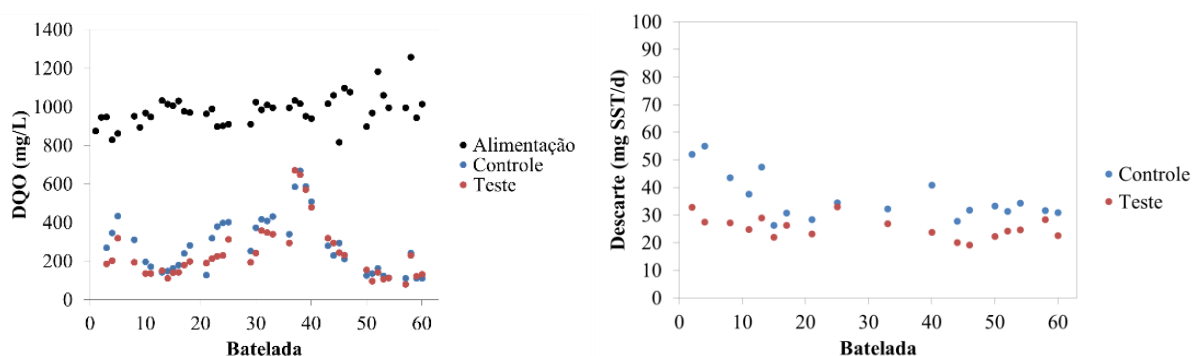 1400
1200
1000
800
600
400
200
0
DQO (mg/L)
0 10 20 30 40 50 60
Batelada
Alimentação
Controle
Teste
100
90
80
70
60
50
40
30
20
10
0
Descarte (mg SST/d)
0 10 20 30 40 50 60
Batelada
Controle
Teste